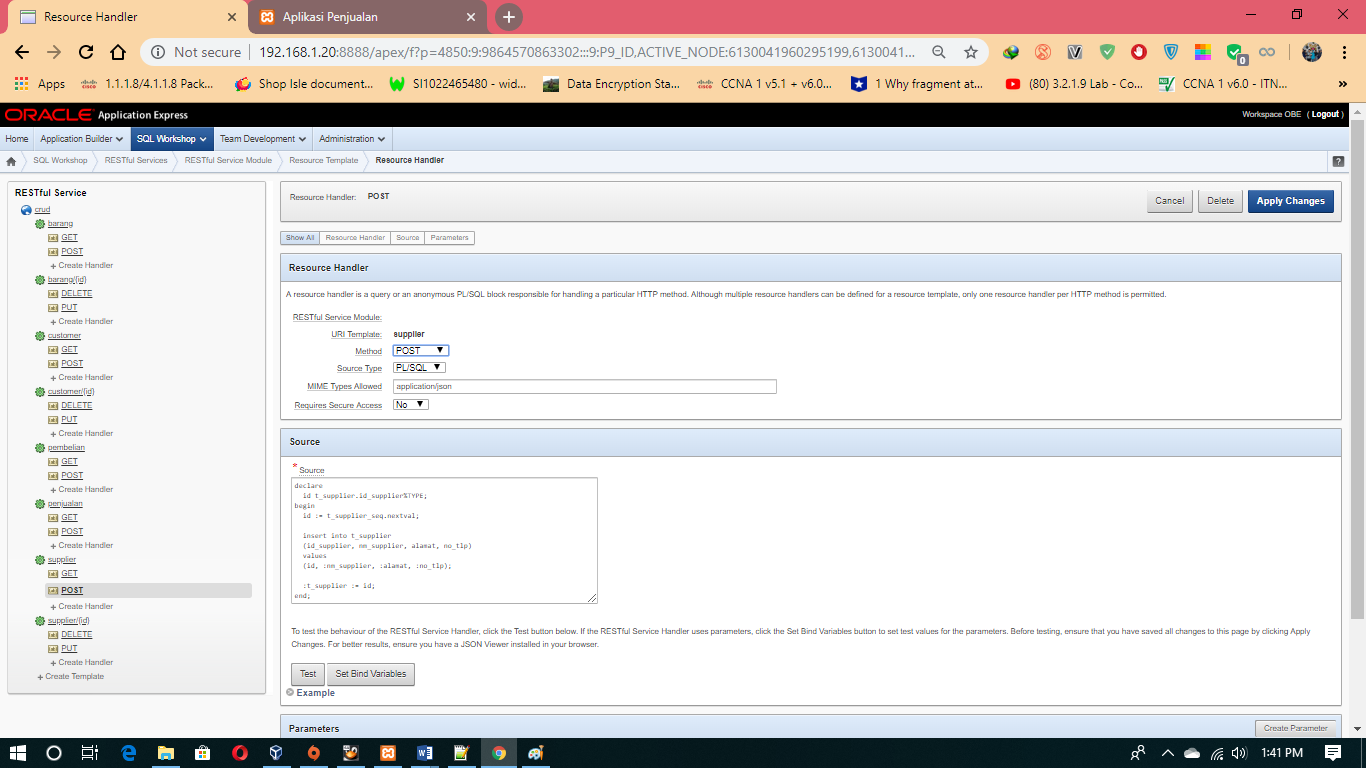 Resource Handler
Aplikasi Penjualan
Not secure
192.168.1.20:8888/apex/f?p=4850:9:9864570863302:::9:P9_ID,ACTIVE_NODE:6130041960295199,6130041...
0
Apps
1.1.1.8/4.1.1.8 Pack...
Shop Isle document...
SI1022465480 - wid...
Data Encryption Sta...
CCNA 1 v5.1 + v6.0...
1 Why fragment at...
(80) 3.2.1.9 Lab - Co...
CCNA 1 v6.0 - ITN...
ORACLE Application Express
Workspace OBE ( Logout )
Home
Application Builder
SQL Workshop
Team Development
Administration
SQL Workshop
RESTful Services
RESTful Service Module
Resource Template
Resource Handler
?
RESTful Service
crud
barang
GET
POST
+ Create Handler
barang/{id}
DELETE
PUT
+ Create Handler
customer
GET
POST
+ Create Handler
customer/{id}
DELETE
PUT
+ Create Handler
pembelian
GET
POST
+ Create Handler
penjualan
GET
POST
+ Create Handler
supplier
GET
POST
+ Create Handler
supplier/{id}
DELETE
PUT
+ Create Handler
+ Create Template
Resource Handler: POST
Cancel
Delete
Apply Changes
Show All
Resource Handler
Source
Parameters
Resource Handler
A resource handler is a query or an anonymous PL/SQL block responsible for handling a particular HTTP method. Although multiple resource handlers can be defined for a resource template, only one resource handler per HTTP method is permitted.
RESTful Service Module:
URI Template: supplier
Method POST
Source Type PL/SQL
MIME Types Allowed application/json
Requires Secure Access No
Source
* Source
declare
id t_supplier.id_supplier%TYPE;
begin
id := t_supplier_seq.nextval;
insert into t_supplier
(id_supplier, nm_supplier, alamat, no_tlp)
values
(id, :nm_supplier, :alamat, :no_tlp);
:t_supplier := id;
end;
To test the behaviour of the RESTful Service Handler, click the Test button below. If the RESTful Service Handler uses parameters, click the Set Bind Variables button to set test values for the parameters. Before testing, ensure that you have saved all changes to this page by clicking Apply
Changes. For better results, ensure you have a JSON Viewer installed in your browser.
Test
Set Bind Variables
Example
Parameters
Create Parameter
1:41 PM